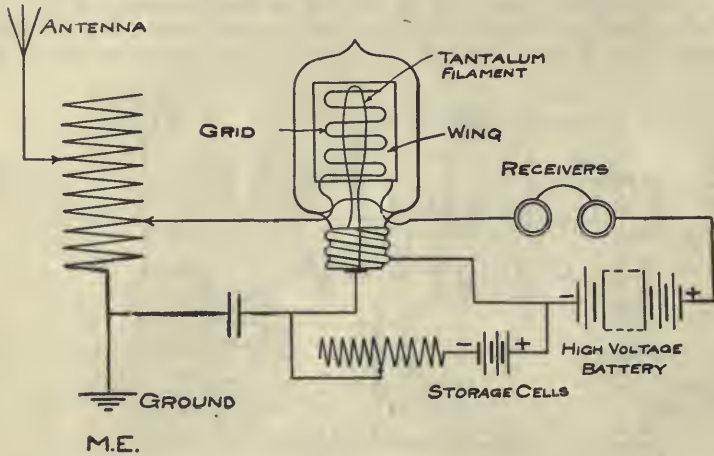 ANTENNA
TANTALUM
FILAMENT
GRID
WING
RECEIVERS
- +
- +
HIGH VOLTAGE
BATTERY
STORAGE CELLS
GROUND
M.E.